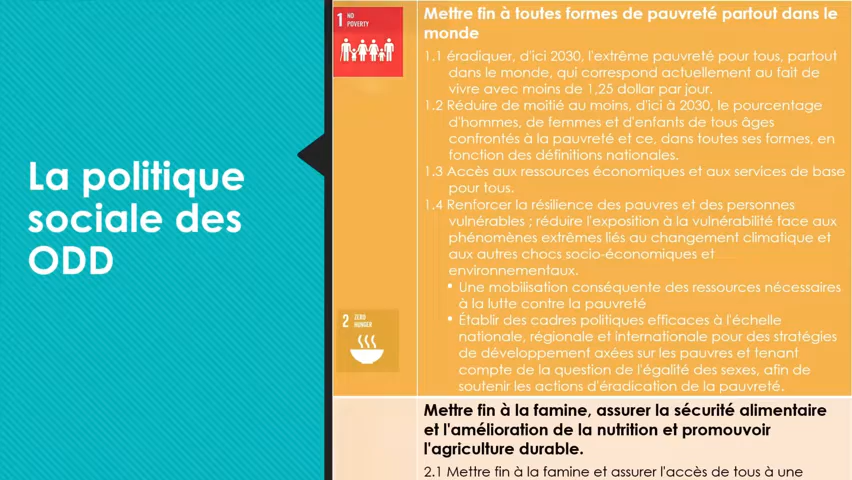 La politique
sociale des
ODD
1 NO
POVERTY
Mettre fin à toutes formes de pauvreté partout dans le
monde
1.1 éradiquer, d'ici 2030, l'extrême pauvreté pour tous, partout
dans le monde, qui correspond actuellement au fait de
vivre avec moins de 1,25 dollar par jour.
1.2 Réduire de moitié au moins, d'ici à 2030, le pourcentage
d'hommes, de femmes et d'enfants de tous âges
confrontés à la pauvreté et ce, dans toutes ses formes, en
fonction des définitions nationales.
1.3 Accès aux ressources économiques et aux services de base
pour tous.
1.4 Renforcer la résilience des pauvres et des personnes
vulnérables ; réduire l'exposition à la vulnérabilité face aux
phénomènes extrêmes liés au changement climatique et
aux autres chocs socio-économiques et
environnementaux.
▪ Une mobilisation conséquente des ressources nécessaires
à la lutte contre la pauvreté
▪ Établir des cadres politiques efficaces à l'échelle
nationale, régionale et internationale pour des stratégies
de développement axées sur les pauvres et tenant
compte de la question de l'égalité des sexes, afin de
soutenir les actions d'éradication de la pauvreté.
2 ZERO
HUNGER
Mettre fin à la famine, assurer la sécurité alimentaire
et l'amélioration de la nutrition et promouvoir
l'agriculture durable.
2.1 Mettre fin à la famine et assurer l'accès de tous à une